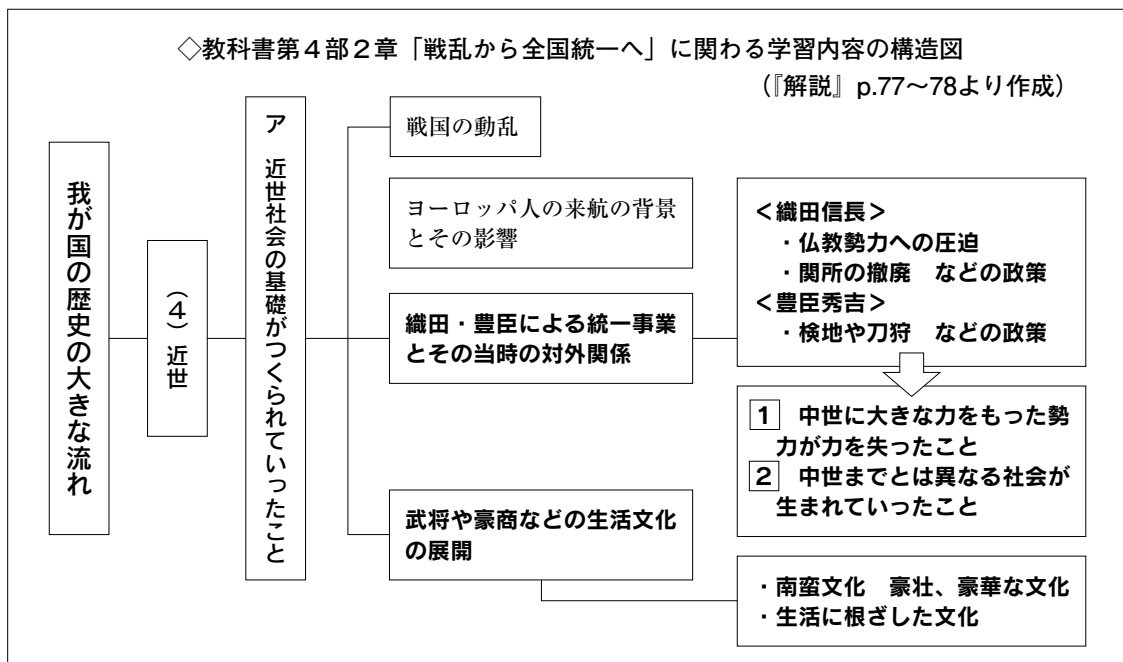 ◇教科書第4部2章「戦乱から全国統一へ」に関わる学習内容の構造図
(『解説』p.77〜78より作成)
我が国の歴史の大きな流れ
(4)近世
ア 近世社会の基礎がつくられていったこと
戦国の動乱
ヨーロッパ人の来航の背景
とその影響
織田・豊臣による統一事業
とその当時の対外関係
武将や豪商などの生活文化
の展開
<織田信長>
・仏教勢力への圧迫
・関所の撤廃 などの政策
<豊臣秀吉>
・検地や刀狩 などの政策
1 中世に大きな力をもった勢
力が力を失ったこと
2 中世までとは異なる社会が
生まれていったこと
・南蛮文化 豪壮、豪華な文化
・生活に根ざした文化